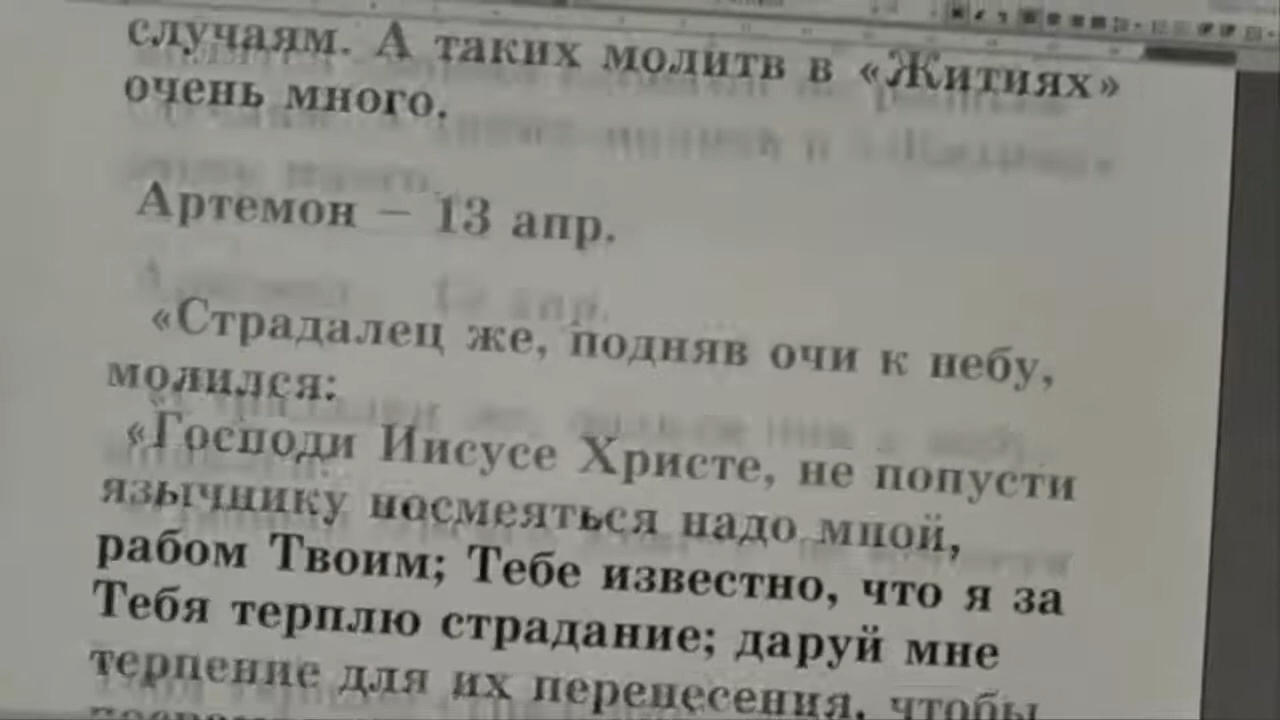 случаям. А таких молитв в «Житиях»
очень много.
Артемон – 13 апр.
«Страдалец же, подняв очи к небу,
молился:
«Господи Иисусе Христе, не попусти
язычнику посмеяться надо мной,
рабом Твоим; Тебе известно, что я за
Тебя терплю страдание; даруй мне
терпение для их перенесения, чтобы